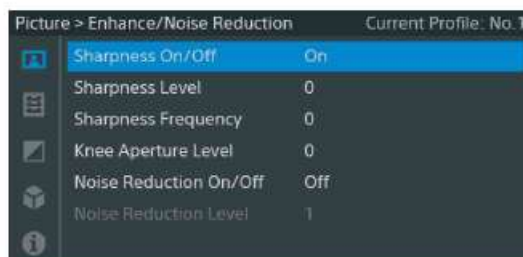 Picture > Enhance/Noise Reduction Current Profile: No.1
Sharpness On/Off On
Sharpness Level 0
Sharpness Frequency 0
Knee Aperture Level 0
Noise Reduction On/Off Off
Noise Reduction Level 1